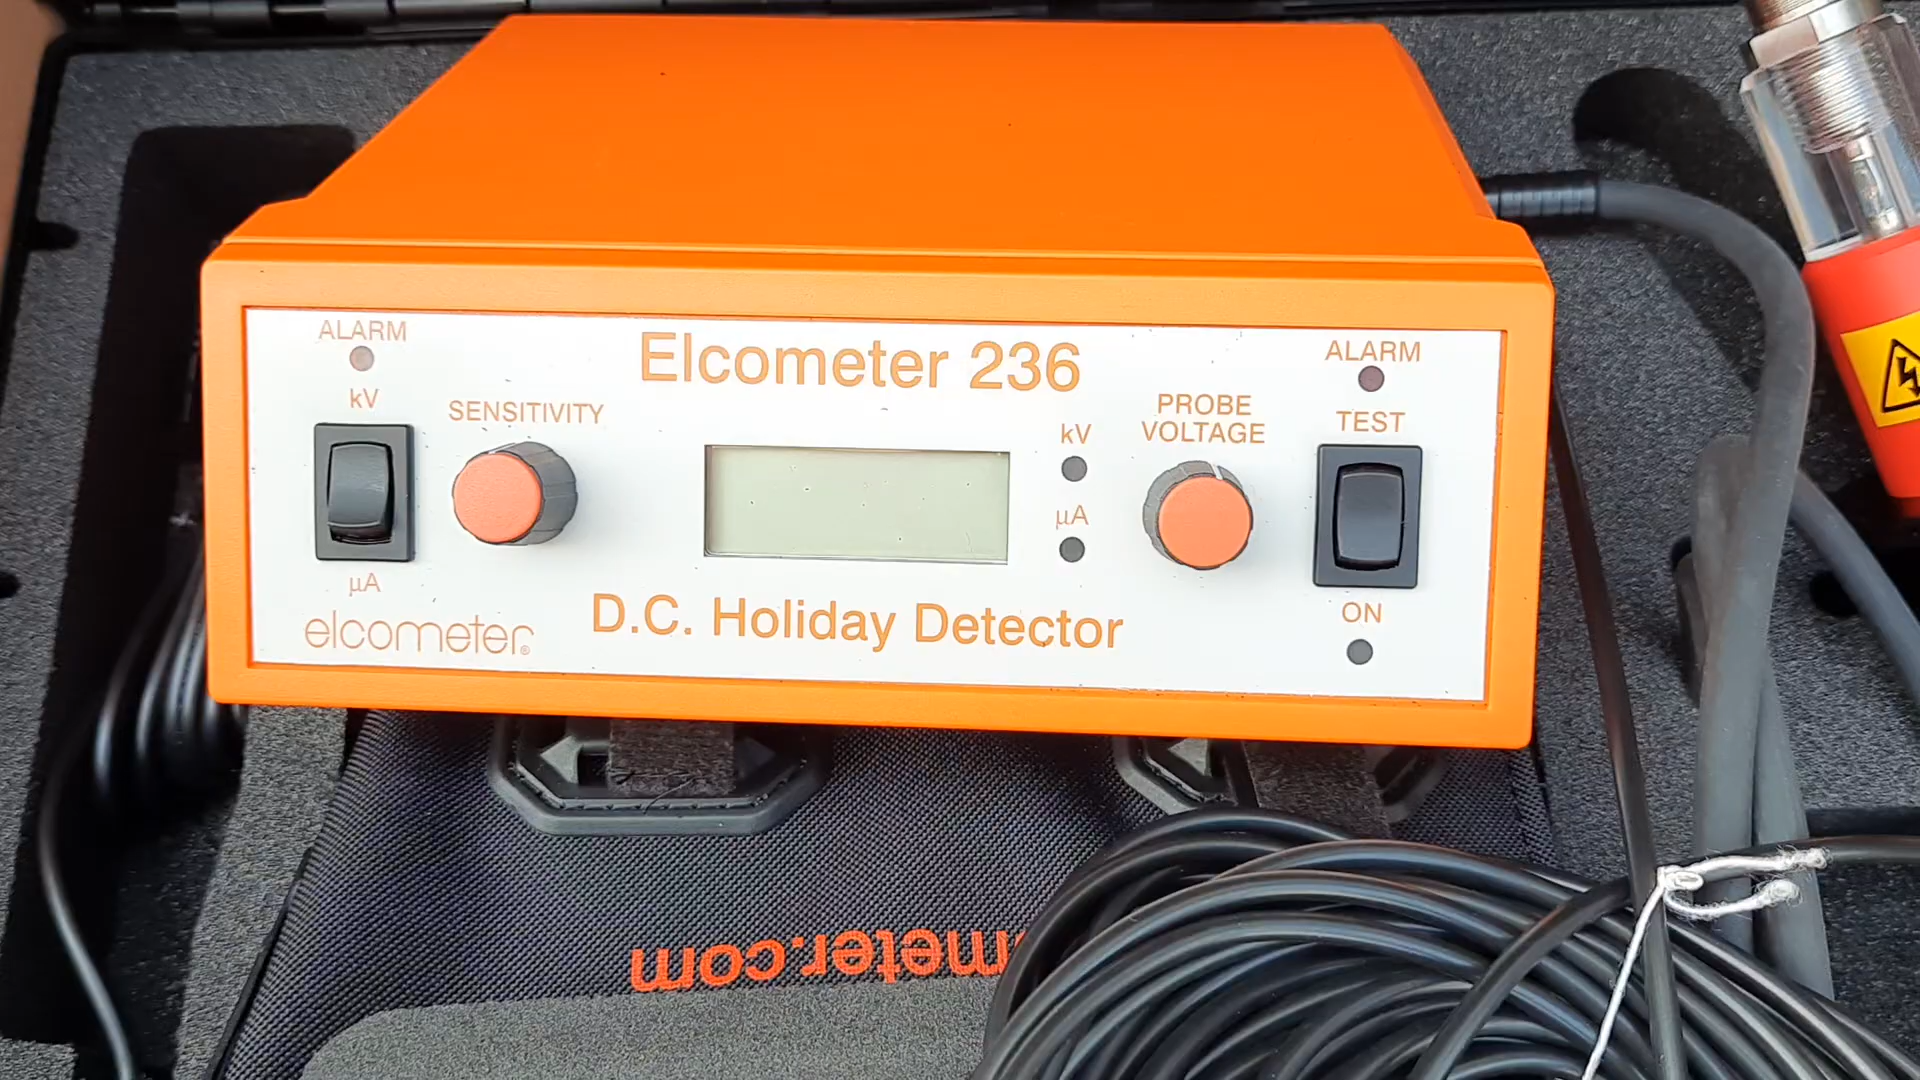 ALARM
kV
µA
SENSITIVITY
Elcometer 236
kV
µA
PROBE
VOLTAGE
ALARM
TEST
ON
elcometer®
D.C. Holiday Detector
meter.com